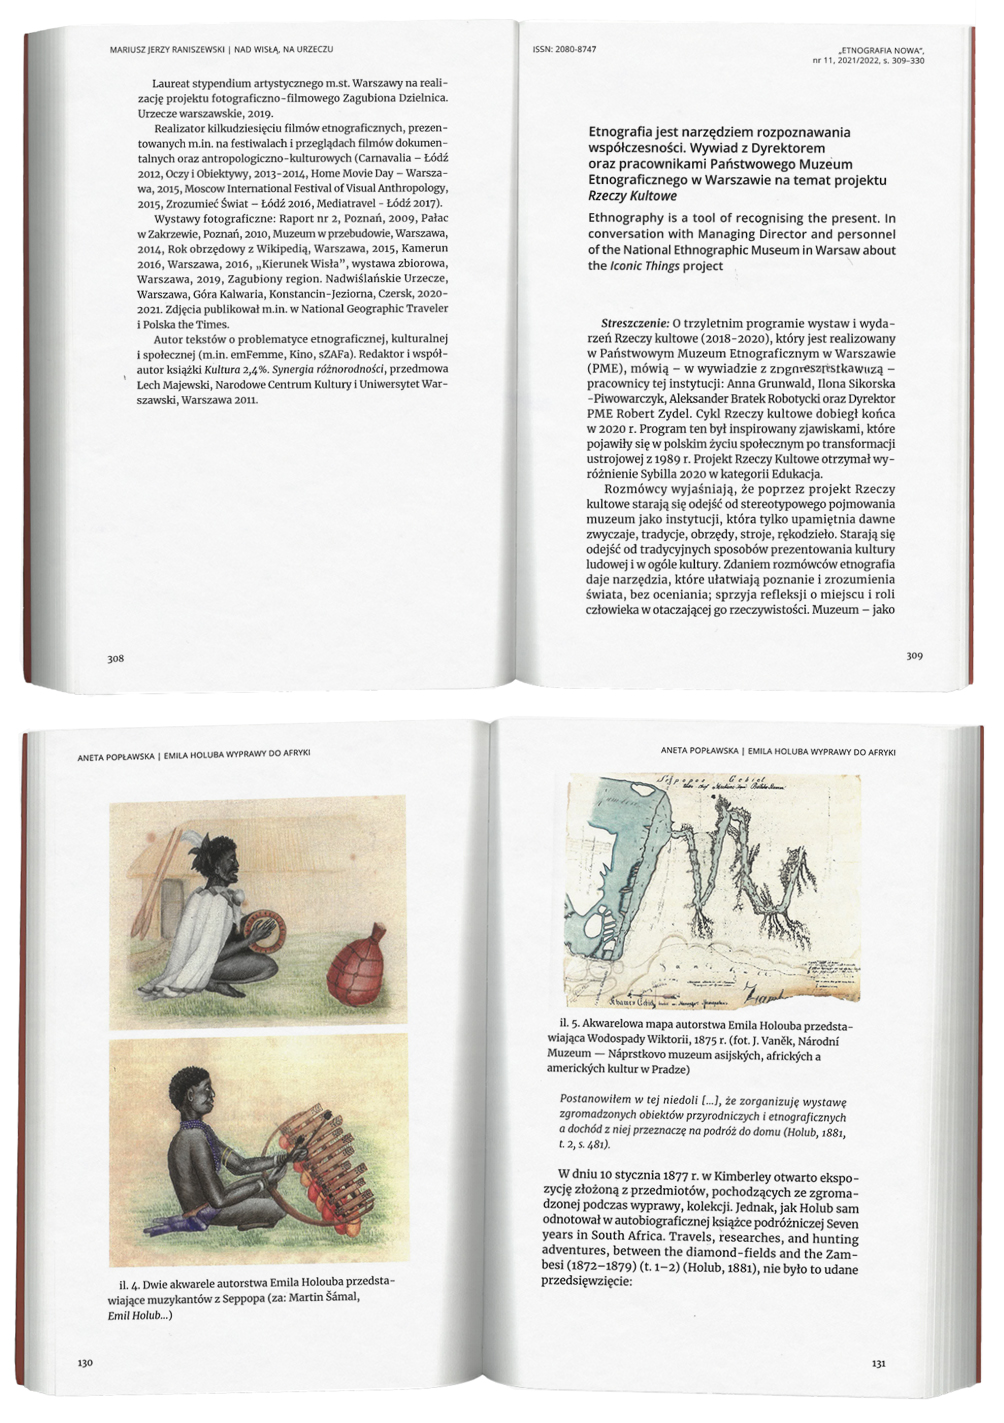 MARIUSZ JERZY RANISZEWSKI | NAD WISŁĄ, NA URZECZU
Laureat stypendium artystycznego m.st. Warszawy na reali-
zację projektu fotograficzno-filmowego Zagubiona Dzielnica.
Urzecze warszawskie, 2019.
Realizator kilkudziesięciu filmów etnograficznych, prezen-
towanych m.in. na festiwalach i przeglądach filmów dokumen-
talnych oraz antropologiczno-kulturowych (Carnavalia – Łódź
2012, Oczy i Obiektywy, 2013-2014, Home Movie Day – Warsza-
wa, 2015, Moscow International Festival of Visual Anthropology,
2015, Zrozumieć Świat – Łódź 2016, Mediatravel - Łódź 2017).
Wystawy fotograficzne: Raport nr 2, Poznań, 2009, Pałac
w Zakrzewie, Poznań, 2010, Muzeum w przebudowie, Warszawa,
2014, Rok obrzędowy z Wikipedią, Warszawa, 2015, Kamerun
2016, Warszawa, 2016, „Kierunek Wisła”, wystawa zbiorowa,
Warszawa, 2019, Zagubiony region. Nadwiślańskie Urzecze,
Warszawa, Góra Kalwaria, Konstancin-Jeziorna, Czersk, 2020-
2021. Zdjęcia publikował m.in. w National Geographic Traveler
i Polska the Times.
Autor tekstów o problematyce etnograficznej, kulturalnej
i społecznej (m.in. emFemme, Kino, sZAFa). Redaktor i współ-
autor książki Kultura 2,4%. Synergia różnorodności, przedmowa
Lech Majewski, Narodowe Centrum Kultury i Uniwersytet War-
szawski, Warszawa 2011.
308
ISSN: 2080-8747
„ETNOGRAFIA NOWA”,
nr 11, 2021/2022, s. 309–330
Etnografia jest narzędziem rozpoznawania
współczesności. Wywiad z Dyrektorem
oraz pracownikami Państwowego Muzeum
Etnograficznego w Warszawie na temat projektu
Rzeczy Kultowe
Ethnography is a tool of recognising the present. In
conversation with Managing Director and personnel
of the National Ethnographic Museum in Warsaw about
the Iconic Things project
Streszczenie: O trzyletnim programie wystaw i wyda-
rzeń Rzeczy kultowe (2018-2020), który jest realizowany
w Państwowym Muzeum Etnograficznym w Warszawie
(PME), mówią – w wywiadzie z –
pracownicy tej instytucji: Anna Grunwald, Ilona Sikorska
-Piwowarczyk, Aleksander Bratek Robotycki oraz Dyrektor
PME Robert Zydel. Cykl Rzeczy kultowe dobiegł końca
w 2020 r. Program ten był inspirowany zjawiskami, które
pojawiły się w polskim życiu społecznym po transformacji
ustrojowej z 1989 r. Projekt Rzeczy Kultowe otrzymał wy-
różnienie Sybilla 2020 w kategorii Edukacja.
Rozmówcy wyjaśniają, że poprzez projekt Rzeczy
kultowe starają się odejść od stereotypowego pojmowania
muzeum jako instytucji, która tylko upamiętnia dawne
zwyczaje, tradycje, obrzędy, stroje, rękodzieło. Starają się
odejść od tradycyjnych sposobów prezentowania kultury
ludowej i w ogóle kultury. Zdaniem rozmówców etnografia
daje narzędzia, które ułatwiają poznanie i zrozumienia
świata, bez oceniania; sprzyja refleksji o miejscu i roli
człowieka w otaczającej go rzeczywistości. Muzeum – jako
309
ANETA POPŁAWSKA | EMILA HOLUBA WYPRAWY DO AFRYKI
il. 4. Dwie akwarele autorstwa Emila Holouba przedsta-
wiające muzykantów z Seppopa (za: Martin Šámal,
Emil Holub...)
130
ANETA POPŁAWSKA | EMILA HOLUBA WYPRAWY DO AFRYKI
il. 5. Akwarelowa mapa autorstwa Emila Holouba przedsta-
wiająca Wodospady Wiktorii, 1875 r. (fot. J. Vaněk, Národní
Muzeum — Náprstkovo muzeum asijských, afrických a
amerických kultur w Pradze)
Postanowiłem w tej niedoli [...], że zorganizuję wystawę
zgromadzonych obiektów przyrodniczych i etnograficznych
a dochód z niej przeznaczę na podróż do domu (Holub, 1881,
t. 2, s. 481).
W dniu 10 stycznia 1877 r. w Kimberley otwarto ekspo-
zycję złożoną z przedmiotów, pochodzących ze zgroma-
dzonej podczas wyprawy, kolekcji. Jednak, jak Holub sam
odnotował w autobiograficznej książce podróżniczej Seven
years in South Africa. Travels, researches, and hunting
adventures, between the diamond-fields and the Zam-
besi (1872–1879) (t. 1–2) (Holub, 1881), nie było to udane
przedsięwzięcie:
131